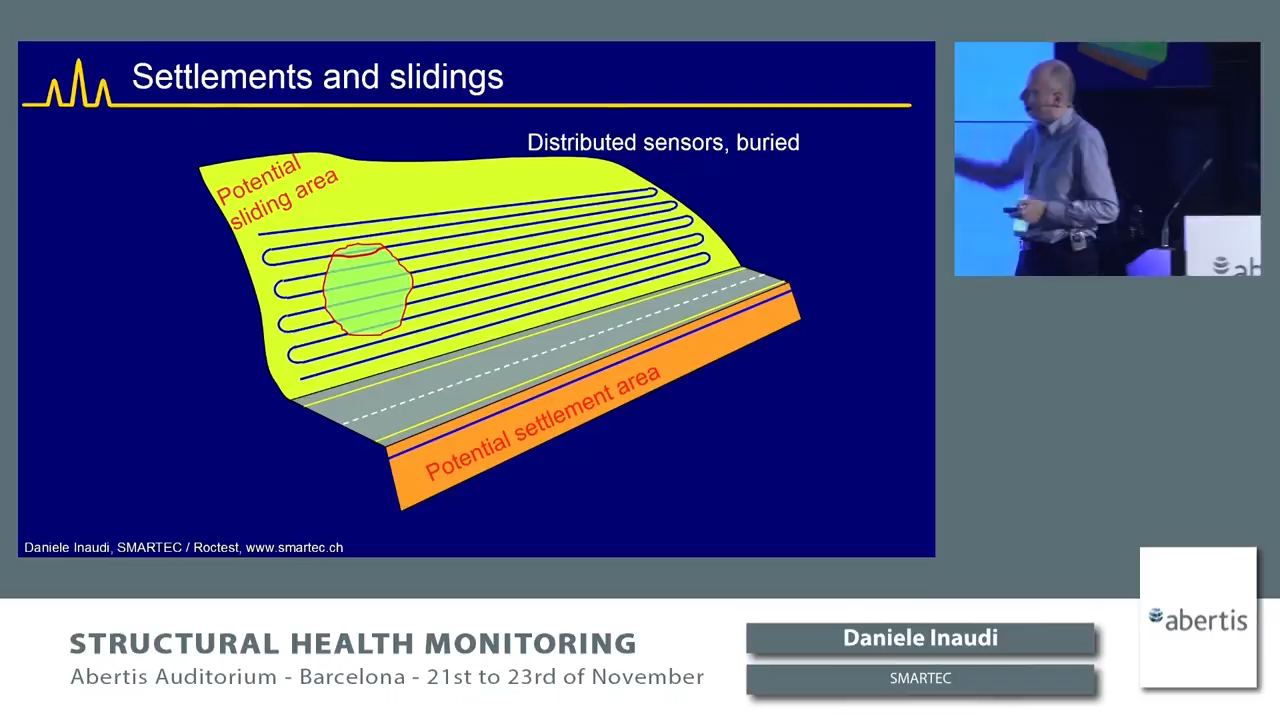 Settlements and slidings
Distributed sensors, buried
Potential
sliding area
Potential settlement area
Daniele Inaudi, SMARTEC / Roctest, www.smartec.ch
STRUCTURAL HEALTH MONITORING
Abertis Auditorium - Barcelona - 21st to 23rd of November
Daniele Inaudi
SMARTEC
abertis
ab